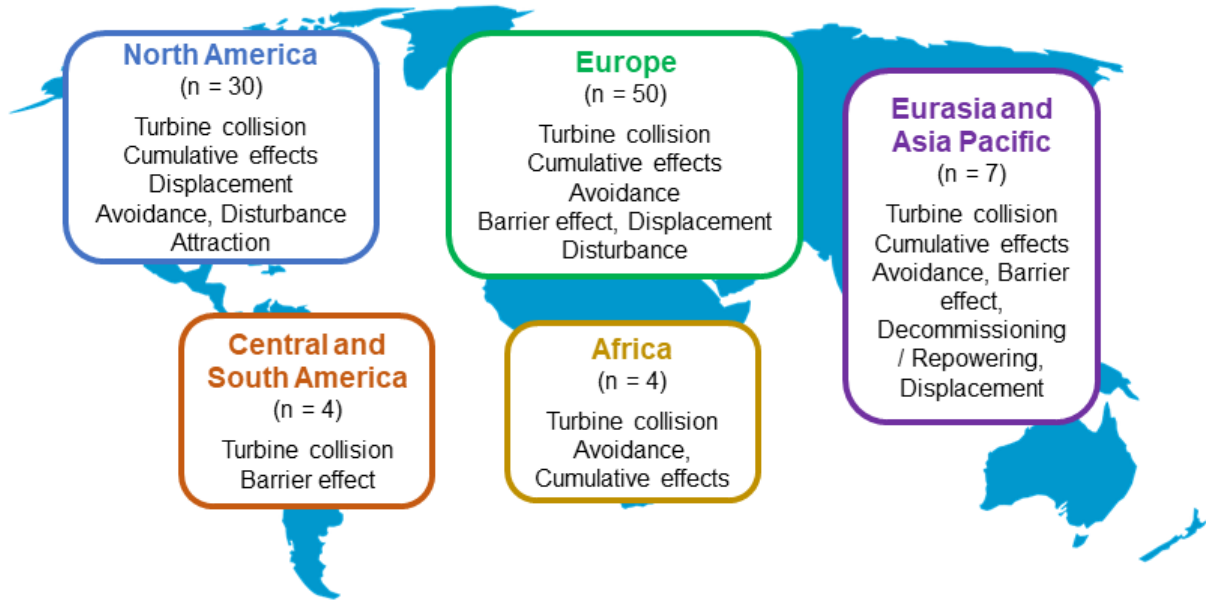 North America
(n = 30)
Turbine collision
Cumulative effects
Displacement
Avoidance, Disturbance
Attraction
Europe
(n = 50)
Turbine collision
Cumulative effects
Avoidance
Barrier effect, Displacement
Disturbance
Eurasia and
Asia Pacific
(n = 7)
Turbine collision
Cumulative effects
Avoidance, Barrier
effect,
Decommissioning
/ Repowering,
Displacement
Central and
South America
(n = 4)
Turbine collision
Barrier effect
Africa
(n = 4)
Turbine collision
Avoidance,
Cumulative effects